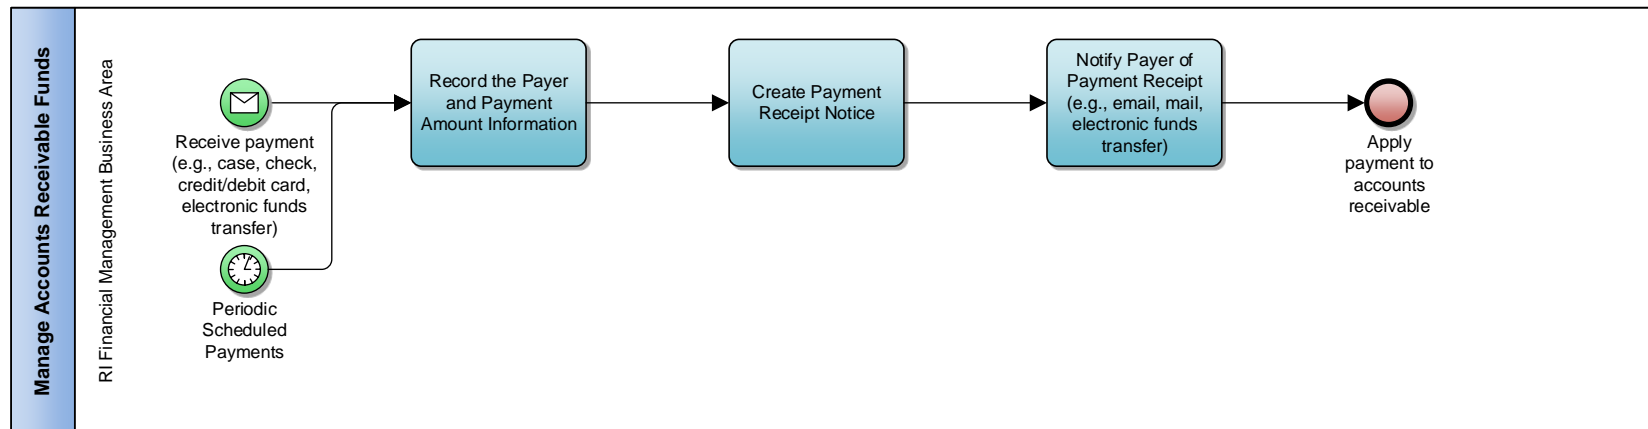 Manage Accounts Receivable Funds
RI Financial Management Business Area
Receive payment
(e.g., case, check,
credit/debit card,
electronic funds
transfer)
Periodic
Scheduled
Payments
Record the Payer
and Payment
Amount Information
Create Payment
Receipt Notice
Notify Payer of
Payment Receipt
(e.g., email, mail,
electronic funds
transfer)
Apply
payment to
accounts
receivable